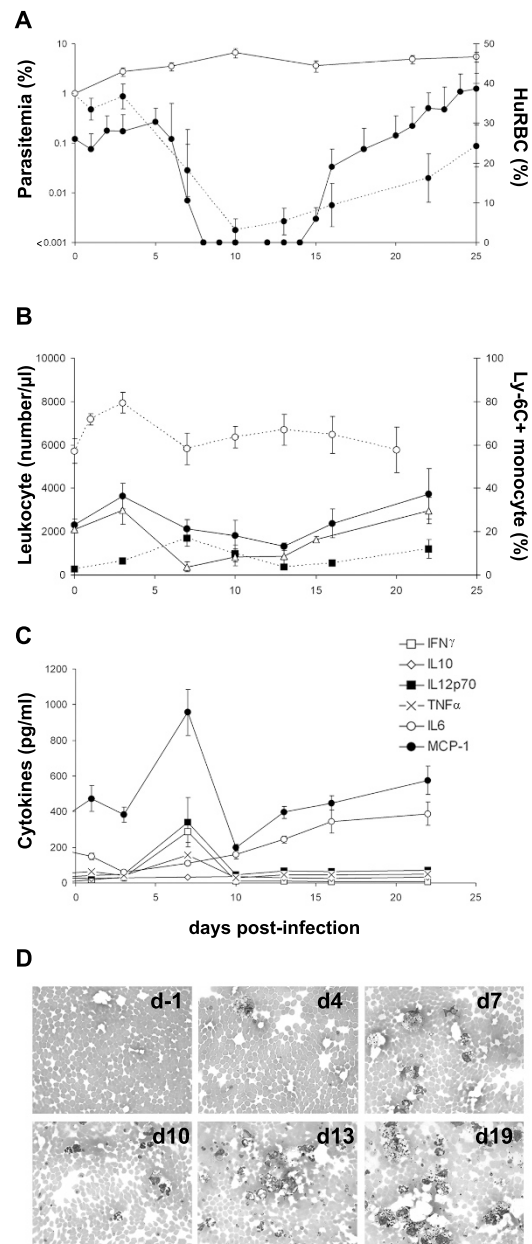 A
Parasitemia (%)
10
1
0.1
0.01
<0.001
HuRBC (%)
50
40
30
20
10
0
0 5 10 15 20 25
B
Leukocyte (number/µl)
10000
8000
6000
4000
2000
0
Ly-6C+ monocyte (%)
100
80
60
40
20
0
0 5 10 15 20 25
C
Cytokines (pg/ml)
1200
1000
800
600
400
200
0
IFNγ
IL10
IL12p70
TNFα
IL6
MCP-1
0 5 10 15 20 25
days post-infection
D
d-1 d4 d7
d10 d13 d19